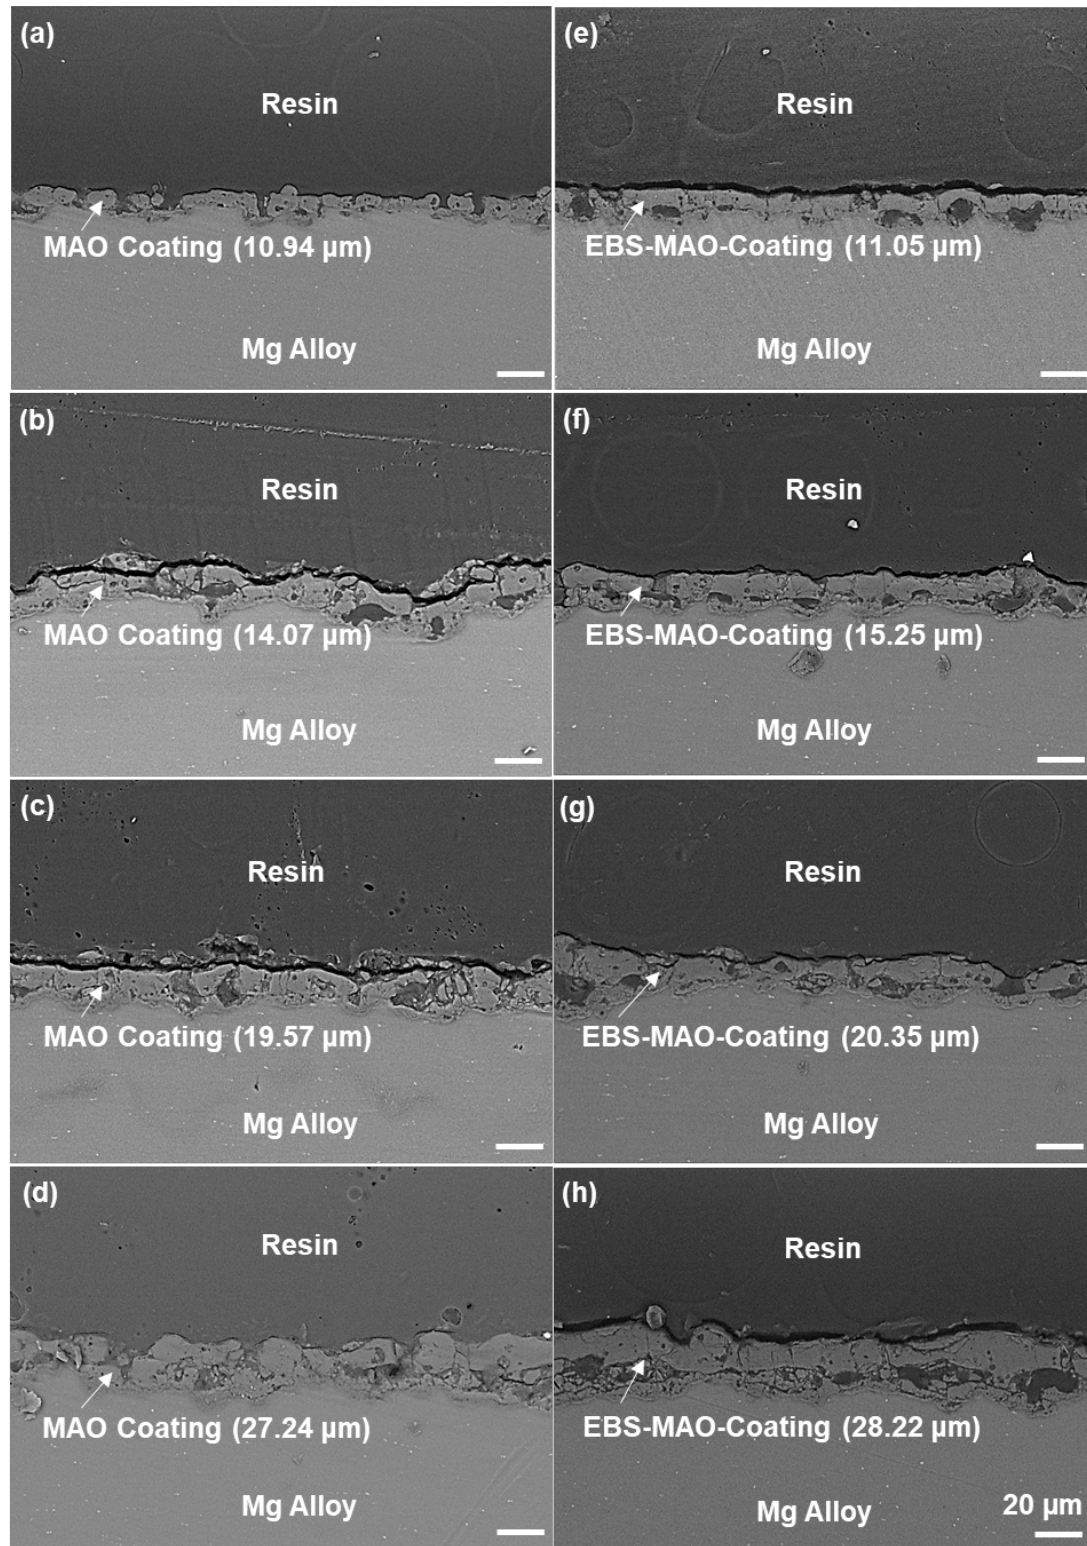 (a)
Resin
MAO Coating (10.94 µm)
Mg Alloy
(e)
Resin
EBS-MAO-Coating (11.05 µm)
Mg Alloy
(b)
Resin
MAO Coating (14.07 µm)
Mg Alloy
(f)
Resin
EBS-MAO-Coating (15.25 µm)
Mg Alloy
(c)
Resin
MAO Coating (19.57 µm)
Mg Alloy
(g)
Resin
EBS-MAO-Coating (20.35 µm)
Mg Alloy
(d)
Resin
MAO Coating (27.24 µm)
Mg Alloy
(h)
Resin
EBS-MAO-Coating (28.22 µm)
Mg Alloy
20 µm